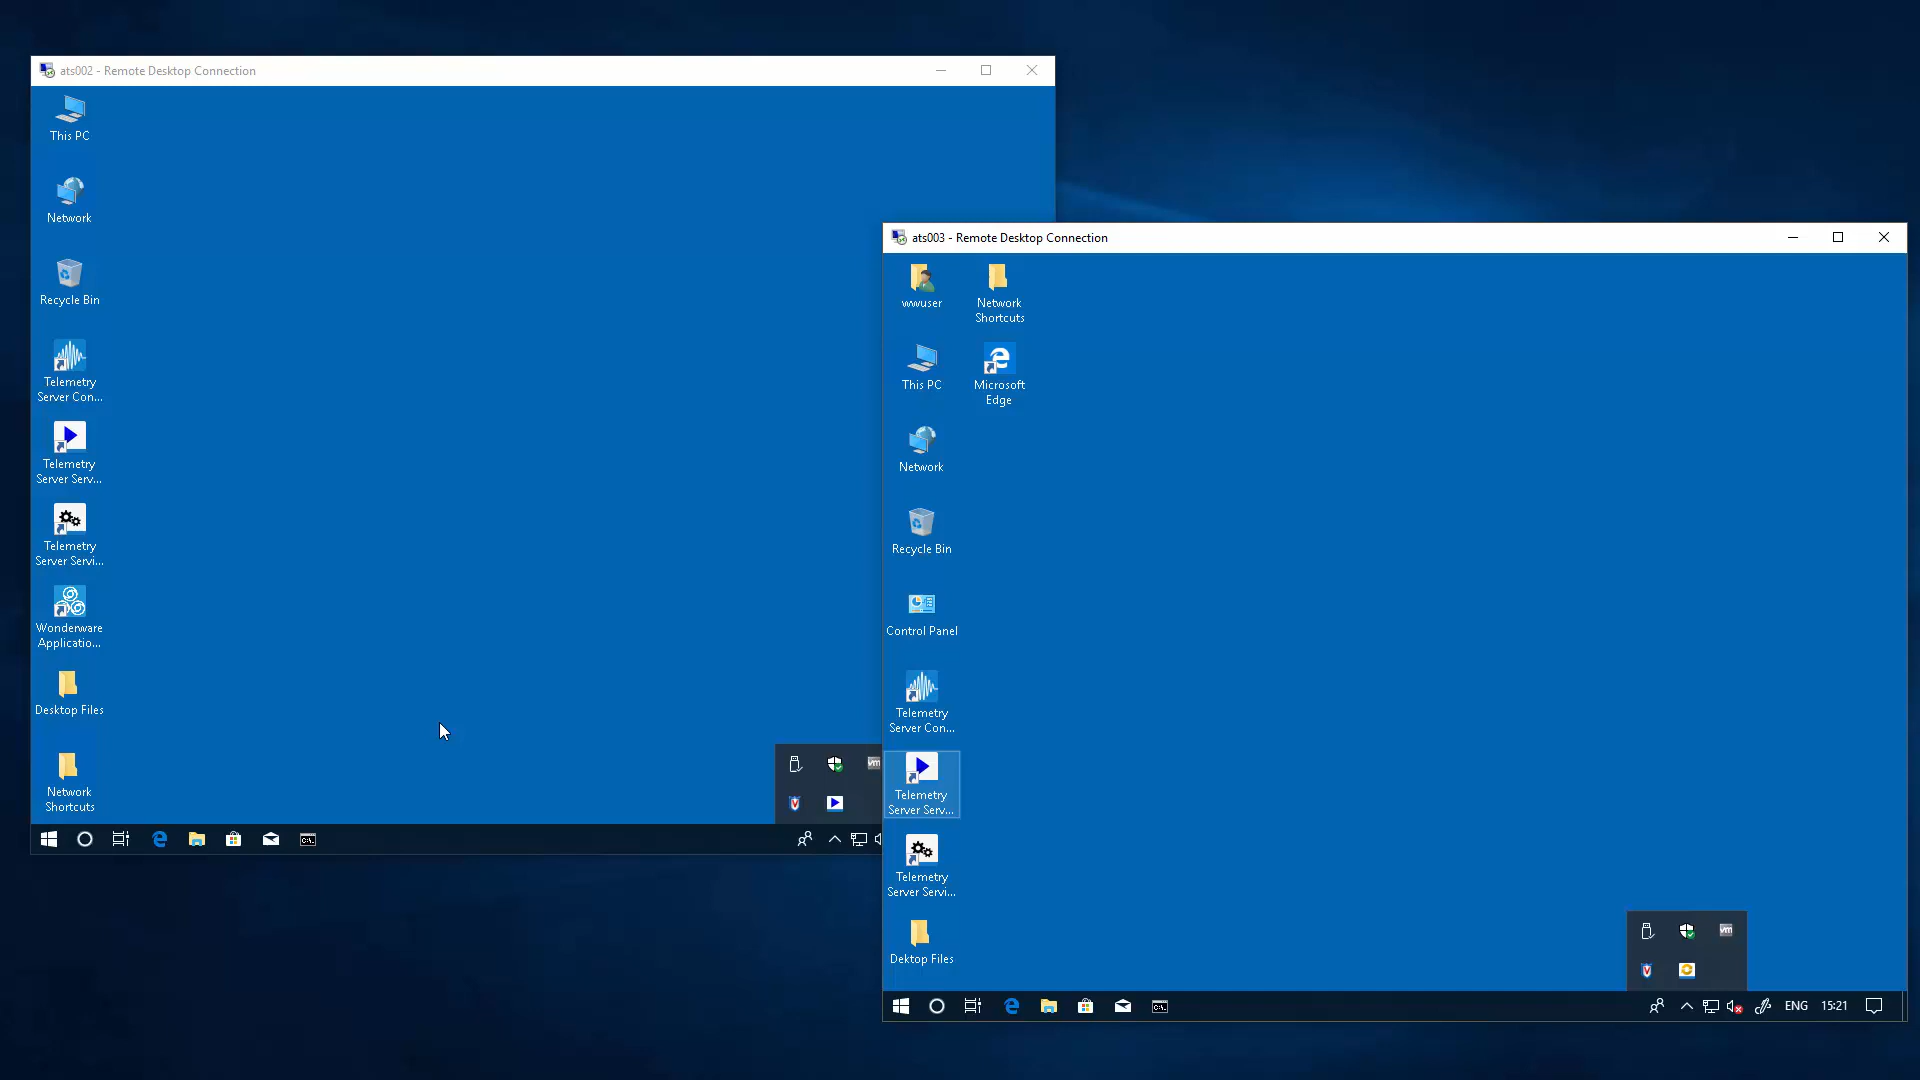 ats002 - Remote Desktop Connection
This PC
Network
Recycle Bin
Telemetry
Server Con...
Telemetry
Server Serv...
Telemetry
Server Servi...
Wonderware
Applicatio...
Desktop Files
Network
Shortcuts
vm
ats003 - Remote Desktop Connection
wwuser
Network
Shortcuts
This PC
Microsoft
Edge
Network
Recycle Bin
Control Panel
Telemetry
Server Con...
Telemetry
Server Serv...
Telemetry
Server Servi...
Dektop Files
vm
ENG 15:21